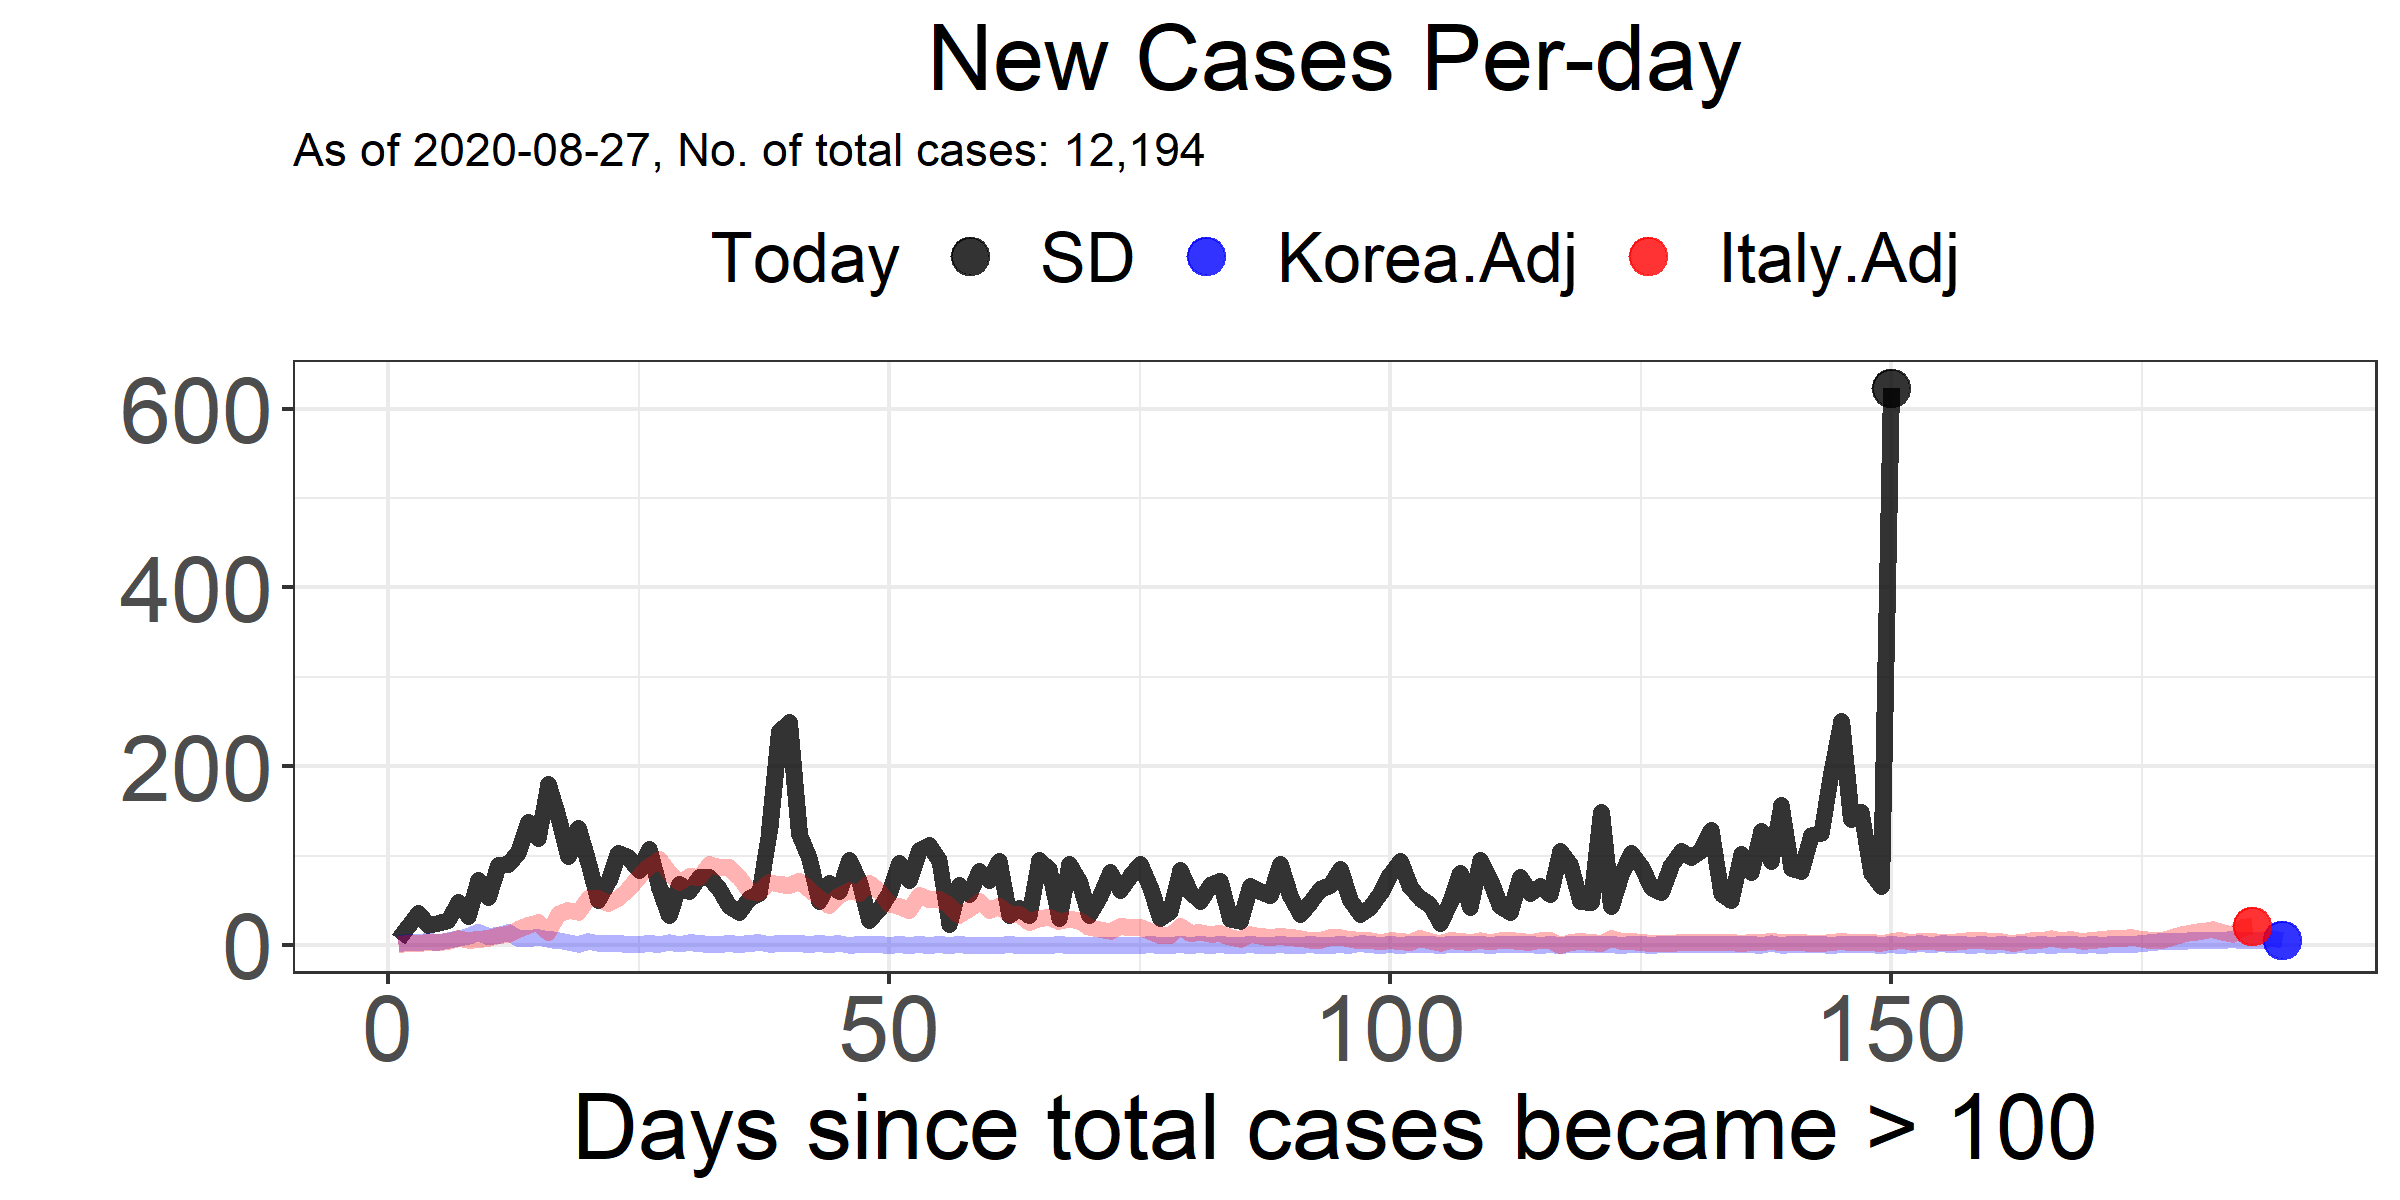 New Cases Per-day
As of 2020-08-27, No. of total cases: 12,194
Today SD Korea.Adj Italy.Adj
600
400
200
0
0 50 100 150
Days since total cases became > 100